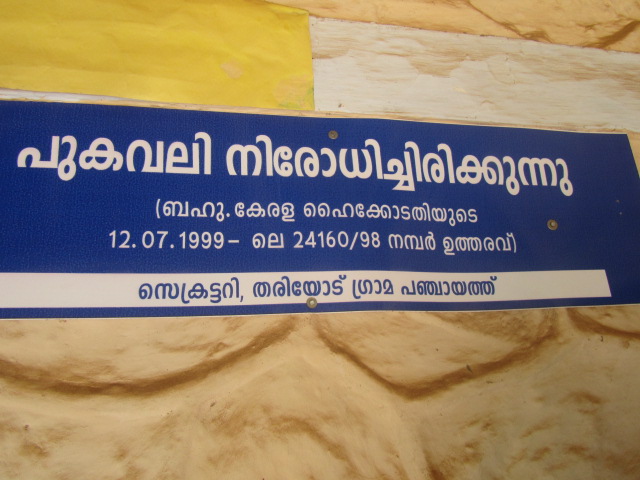 പുകവലി നിരോധിച്ചിരിക്കുന്നു
(ബഹു. കേരള ഹൈക്കോടതിയുടെ
12.07.1999 – ലെ 24160/98 നമ്പർ ഉത്തരവ്)
സെക്രട്ടറി, തരിയോട് ഗ്രാമ പഞ്ചായത്ത്